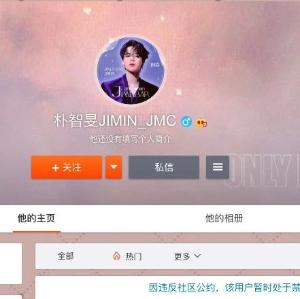 朴智旻JIMIN_JMC
他还没有填写个人简介
+ 关注
私信
ONLY
他的主页
他的相册
全部
热门
更多
因违反社区公约，该用户暂时处于禁